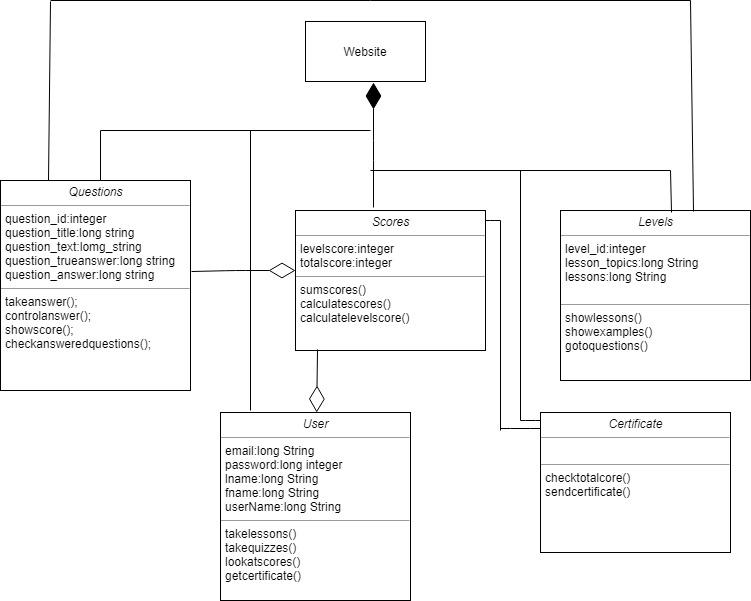 Website
Questions
question_id:integer
question_title:long string
question_text:lomg_string
question_trueanswer:long string
question_answer:long string
takeanswer();
controlanswer();
showscore();
checkansweredquestions();
Scores
levelscore:integer
totalscore:integer
sumscores()
calculatescores()
calculatelevelscore()
Levels
level_id:integer
lesson_topics:long String
lessons:long String
showlessons()
showexamples()
gotoquestions()
User
email:long String
password:long integer
lname:long String
fname:long String
userName:long String
takelessons()
takequizzes()
lookatscores()
getcertificate()
Certificate
checktotalcore()
sendcertificate()